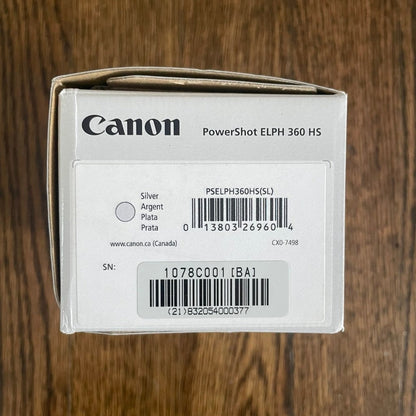 Canon PowerShot ELPH 360 HS
Silver
Argent
Plata
Prata
PSELPH360HS(SL)
0 13803 26960 4
www.canon.ca (Canada)
CX0-7498
SN:
1078C001 [BA]
(21)832054000377